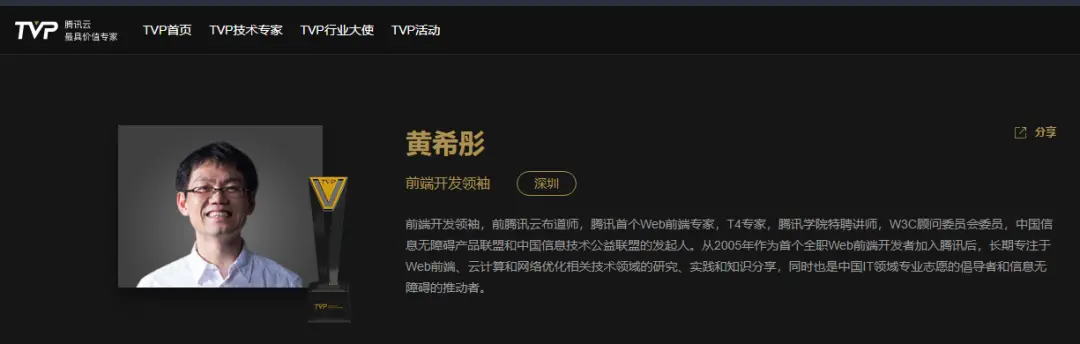 TVP 腾讯云 最具价值专家 TVP首页 TVP技术专家 TVP行业大使 TVP活动
黄希彤
分享
前端开发领袖 深圳
前端开发领袖，前腾讯云布道师，腾讯首个Web前端专家，T4专家，腾讯学院特聘讲师，W3C顾问委员会委员，中国信
息无障碍产品联盟和中国信息技术公益联盟的发起人。从2005年作为首个全职Web前端开发者加入腾讯后，长期专注于
Web前端、云计算和网络优化相关技术领域的研究、实践和知识分享，同时也是中国IT领域专业志愿的倡导者和信息无
障碍的推动者。
TVP
TVP